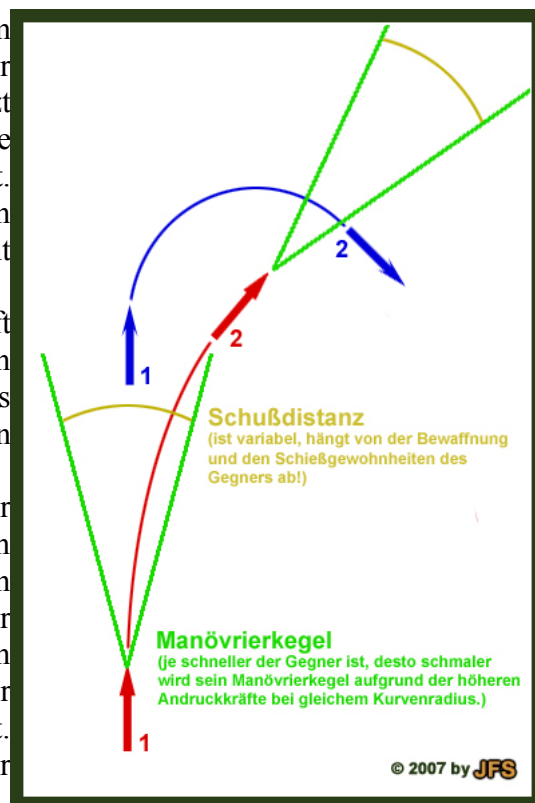 2
2
1
Schußdistanz
(ist variabel, hängt von der Bewaffnung
und den Schießgewohnheiten des
Gegners ab!)
Manövrierkegel
(je schneller der Gegner ist, desto schmaler
wird sein Manövrierkegel aufgrund der höheren
Andruckkräfte bei gleichem Kurvenradius.)
1
© 2007 by JFS